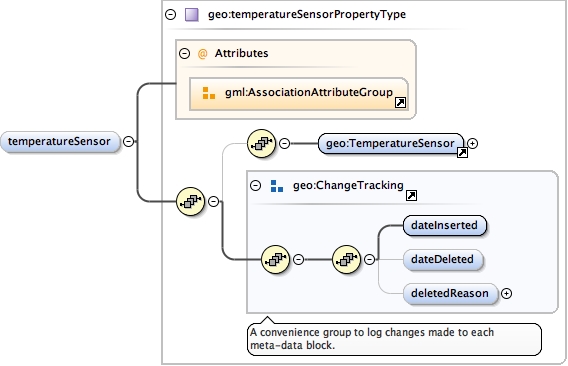 geo:temperatureSensorPropertyType
@ Attributes
gml:AssociationAttributeGroup
temperatureSensor
geo:TemperatureSensor
geo:ChangeTracking
dateInserted
dateDeleted
deletedReason
A convenience group to log changes made to each
meta-data block.